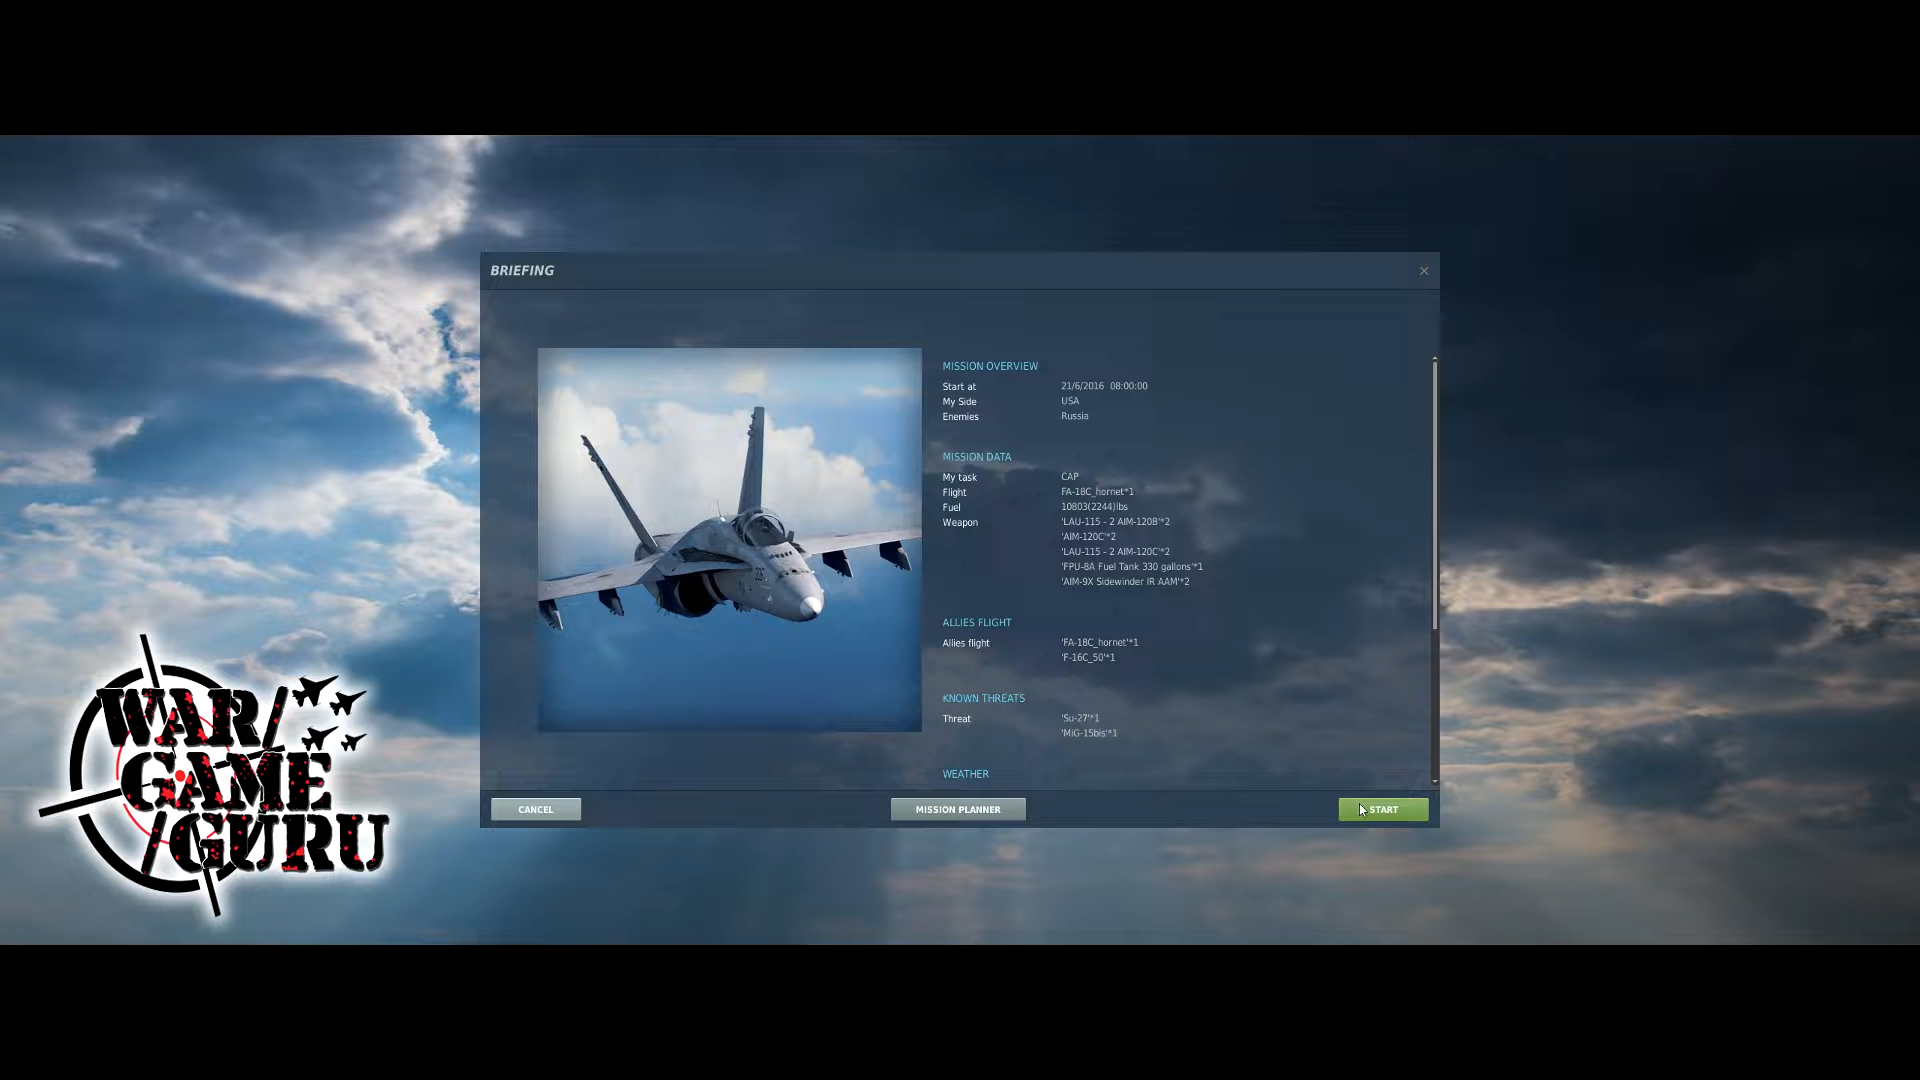 BRIEFING
MISSION OVERVIEW
Start at 21/6/2016 08:00:00
My Side USA
Enemies Russia
MISSION DATA
My task CAP
Flight FA-18C_hornet*1
Fuel 10803(2244)lbs
Weapon 'LAU-115 - 2 AIM-120B'*2
'AIM-120C'*2
'LAU-115 - 2 AIM-120C'*2
'FPU-8A Fuel Tank 330 gallons'*1
'AIM-9X Sidewinder IR AAM'*2
ALLIES FLIGHT
Allies flight 'FA-18C_hornet'*1
'F-16C_50'*1
KNOWN THREATS
Threat 'Su-27'*1
'MiG-15bis'*1
WEATHER
CANCEL MISSION PLANNER START
WAR/
GAME
/GURU